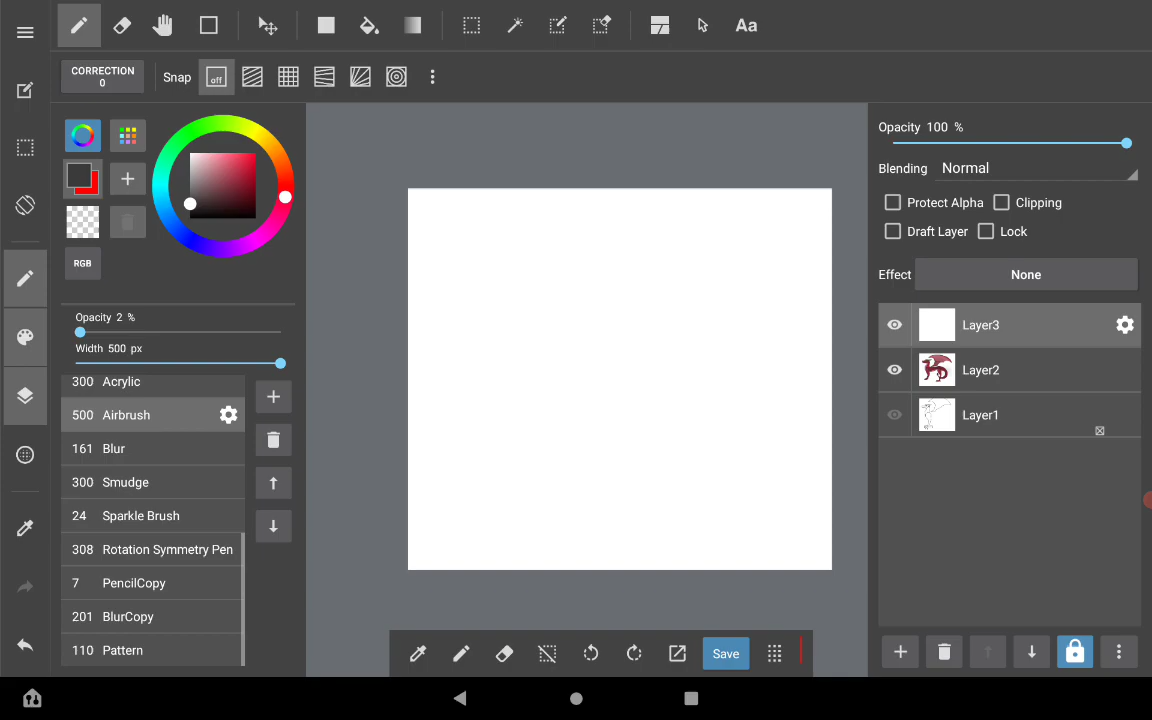 Aa
CORRECTION
0
Snap
off
RGB
Opacity 2 %
Width 500 px
300 Acrylic
500 Airbrush
161 Blur
300 Smudge
24 Sparkle Brush
308 Rotation Symmetry Pen
7 PencilCopy
201 BlurCopy
110 Pattern
Save
Opacity 100 %
Blending Normal
Protect Alpha Clipping
Draft Layer Lock
Effect None
Layer3
Layer2
Layer1